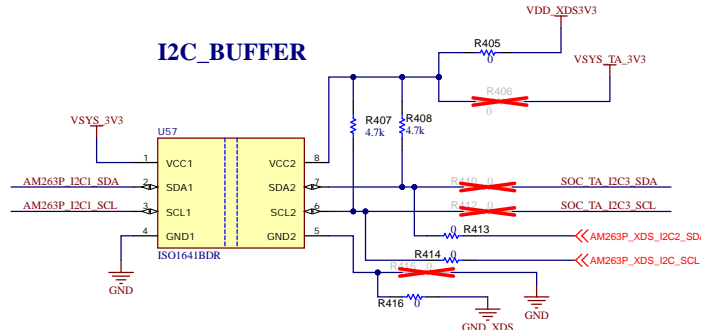 VDD_XDS3V3
I2C_BUFFER
R405
0
VSYS_TA_3V3
R406
0
VSYS_3V3
U57
R407
4.7k
R408
4.7k
1
VCC1
VCC2
8
AM263P_I2C1_SDA
2
SDA1
SDA2
7
R410 0
SOC_TA_I2C3_SDA
AM263P_I2C1_SCL
3
SCL1
SCL2
6
R412 0
SOC_TA_I2C3_SCL
4
GND1
GND2
5
0
R413
AM263P_XDS_I2C2_SDA
ISO1641BDR
R414
0
AM263P_XDS_I2C_SCL
R415 0
GND
R416
0
GND
GND_XDS